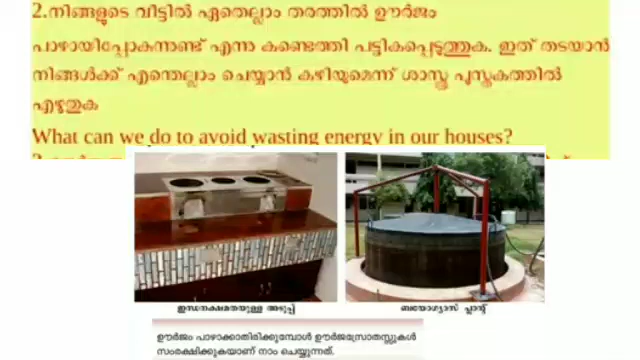 2.നിങ്ങളുടെ വീട്ടിൽ ഏതെല്ലാം തരത്തിൽ ഊർജം
പാഴായിപ്പോകുന്നുണ്ട് എന്നു കണ്ടെത്തി പട്ടികപ്പെടുത്തുക. ഇത് തടയാൻ
നിങ്ങൾക്ക് എന്തെല്ലാം ചെയ്യാൻ കഴിയുമെന്ന് ശാസ്ത്ര പുസ്തകത്തിൽ
എഴുതുക
What can we do to avoid wasting energy in our houses?
ഇന്ധനക്ഷമതയുള്ള അടുപ്പ്
ബയോഗ്യാസ് പ്ലാന്റ്
ഊർജം പാഴാക്കാതിരിക്കുമ്പോൾ ഊർജസ്രോതസ്സുകൾ
സംരക്ഷിക്കുകയാണ് നാം ചെയ്യുന്നത്.